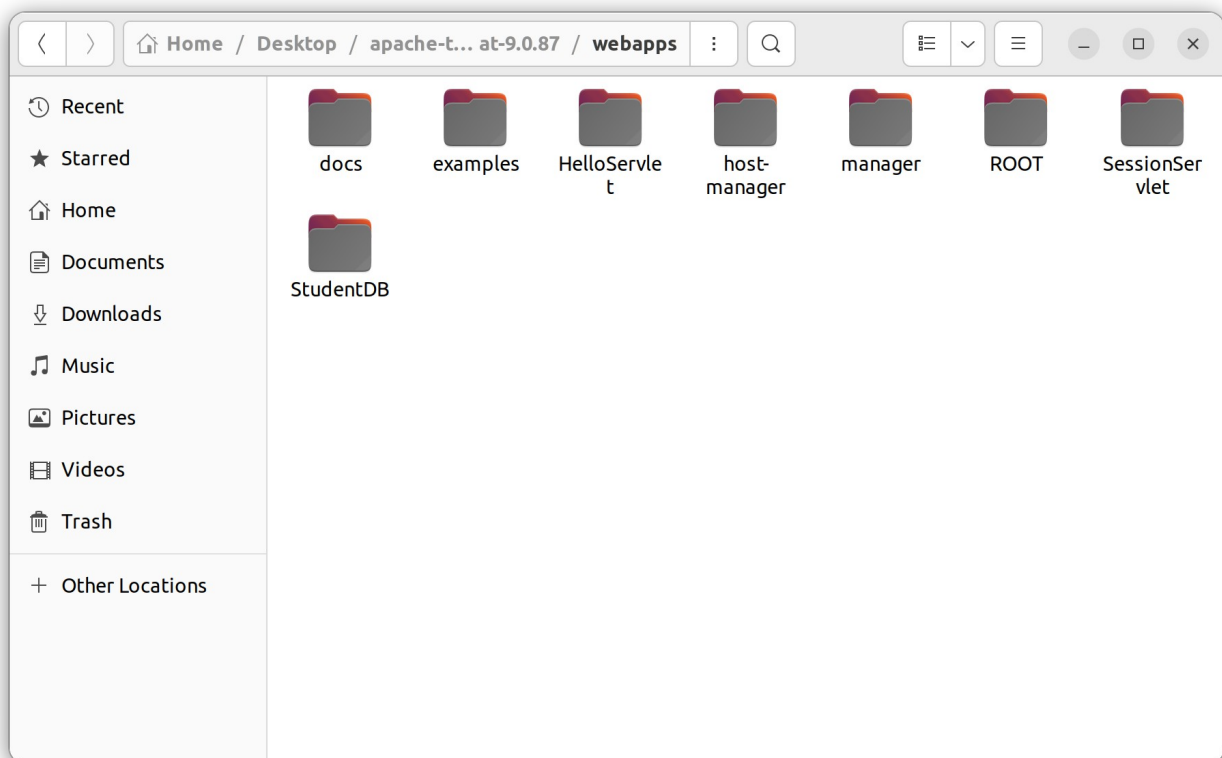 Home / Desktop / apache-t… at-9.0.87 / webapps
Recent
Starred
Home
Documents
Downloads
Music
Pictures
Videos
Trash
Other Locations
docs
examples
HelloServle
t
host-
manager
manager
ROOT
SessionSer
vlet
StudentDB